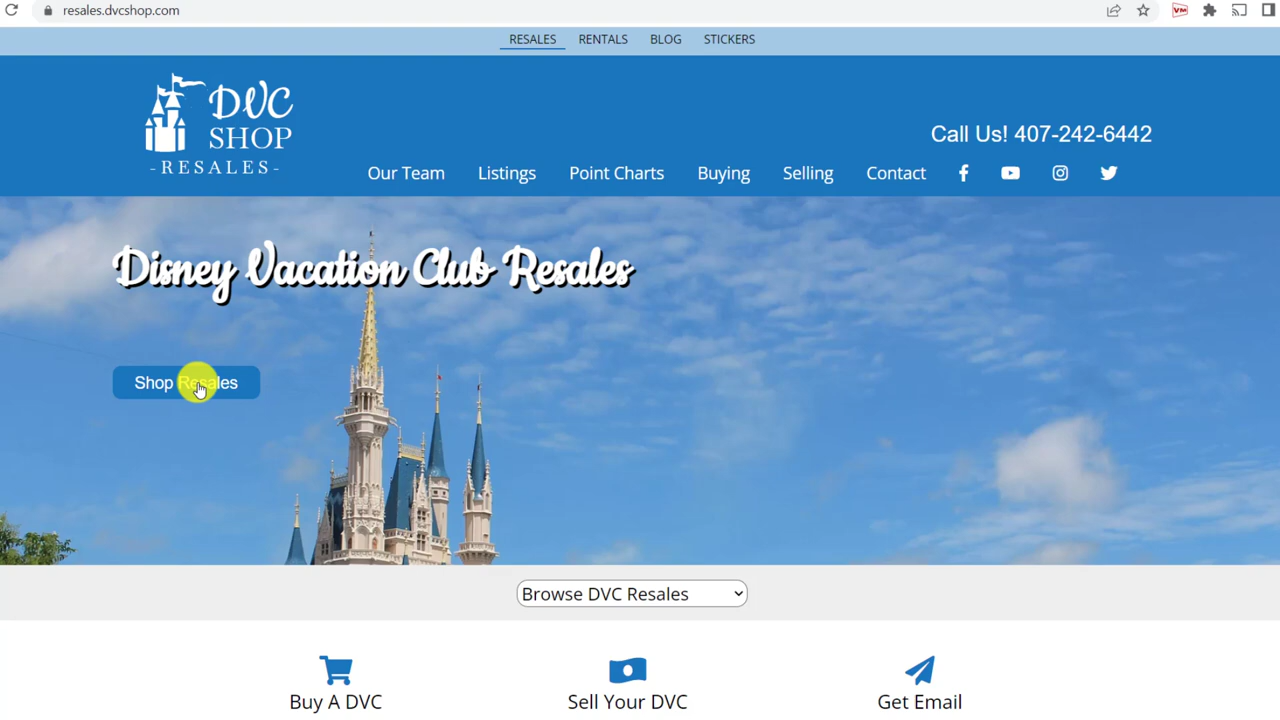 resales.dvcshop.com
VM
RESALES RENTALS BLOG STICKERS
DVC
SHOP
-RESALES-
Call Us! 407-242-6442
Our Team Listings Point Charts Buying Selling Contact
Disney Vacation Club Resales
Shop Resales
Browse DVC Resales
Buy A DVC Sell Your DVC Get Email